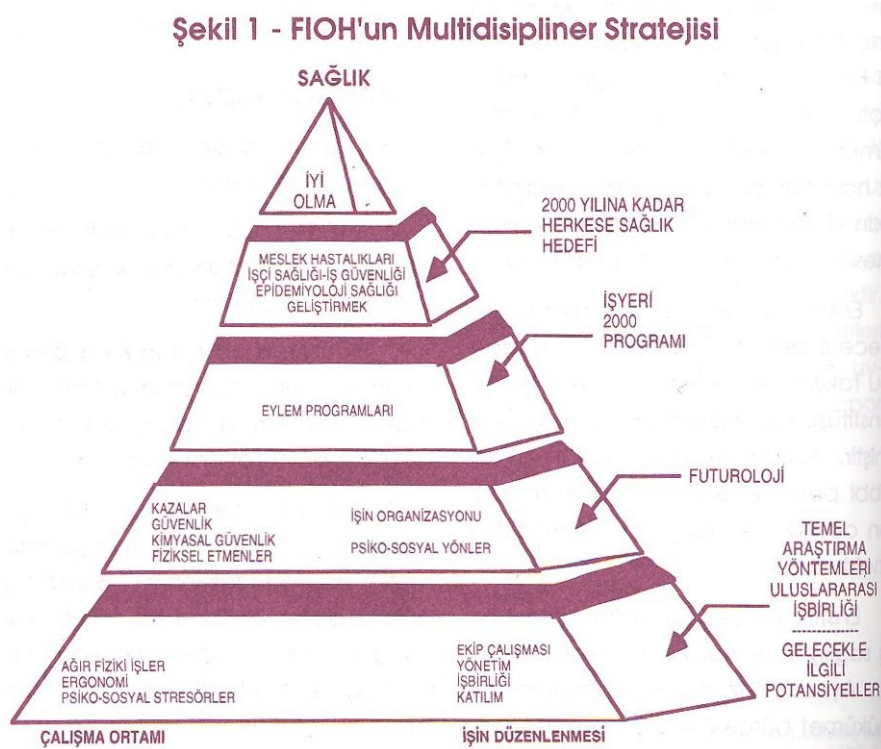 Şekil 1 - FIOH'un Multidisipliner Stratejisi
SAĞLIK
İYİ
OLMA
2000 YILINA KADAR
HERKESE SAĞLIK
HEDEFİ
MESLEK HASTALIKLARI
İŞÇİ SAĞLIĞI-İŞ GÜVENLİĞİ
EPİDEMİYOLOJİ SAĞLIĞI
GELİŞTİRMEK
İŞYERİ
2000
PROGRAMI
EYLEM PROGRAMLARI
FUTUROLOJİ
KAZALAR
GÜVENLİK
KİMYASAL GÜVENLİK
FİZİKSEL ETMENLER
İŞİN ORGANİZASYONU
PSİKO-SOSYAL YÖNLER
TEMEL
ARAŞTIRMA
YÖNTEMLERİ
ULUSLARARASI
İŞBİRLİĞİ
GELECEKLE
İLGİLİ
POTANSİYELLER
AĞIR FİZİKİ İŞLER
ERGONOMİ
PSİKO-SOSYAL STRESÖRLER
EKİP ÇALIŞMASI
YÖNETİM
İŞBİRLİĞİ
KATILIM
ÇALIŞMA ORTAMI
İŞİN DÜZENLENMESİ